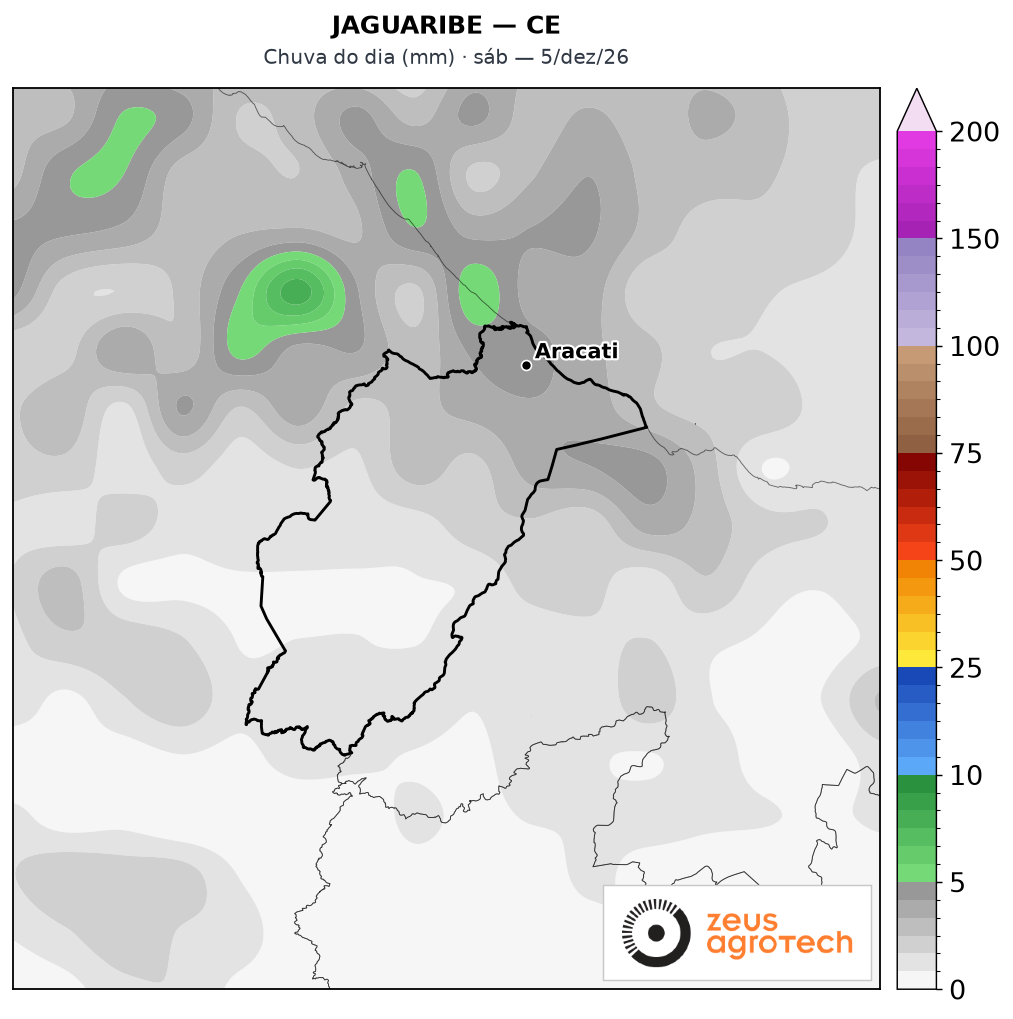 JAGUARIBE — CE
Chuva do dia (mm) · sáb — 5/dez/26
200
150
100
75
50
25
10
5
0
Aracati
zeus
agrotech